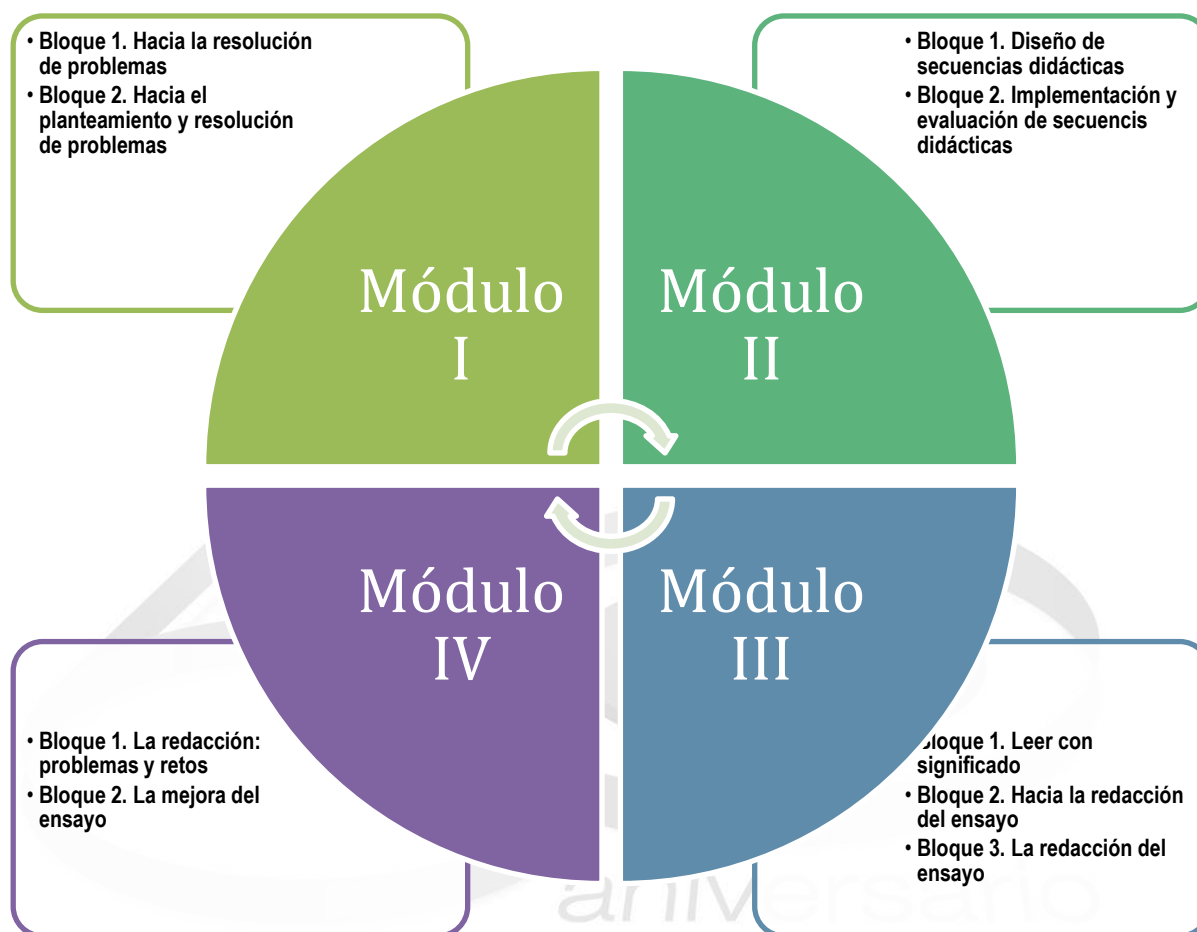 • Bloque 1. Hacia la resolución
de problemas
• Bloque 2. Hacia el
planteamiento y resolución
de problemas
• Bloque 1. Diseño de
secuencias didácticas
• Bloque 2. Implementación y
evaluación de secuencis
didácticas
Módulo
I
Módulo
II
Módulo
IV
Módulo
III
• Bloque 1. La redacción:
problemas y retos
• Bloque 2. La mejora del
ensayo
Bloque 1. Leer con
significado
• Bloque 2. Hacia la redacción
del ensayo
• Bloque 3. La redacción del
ensayo
aniversario